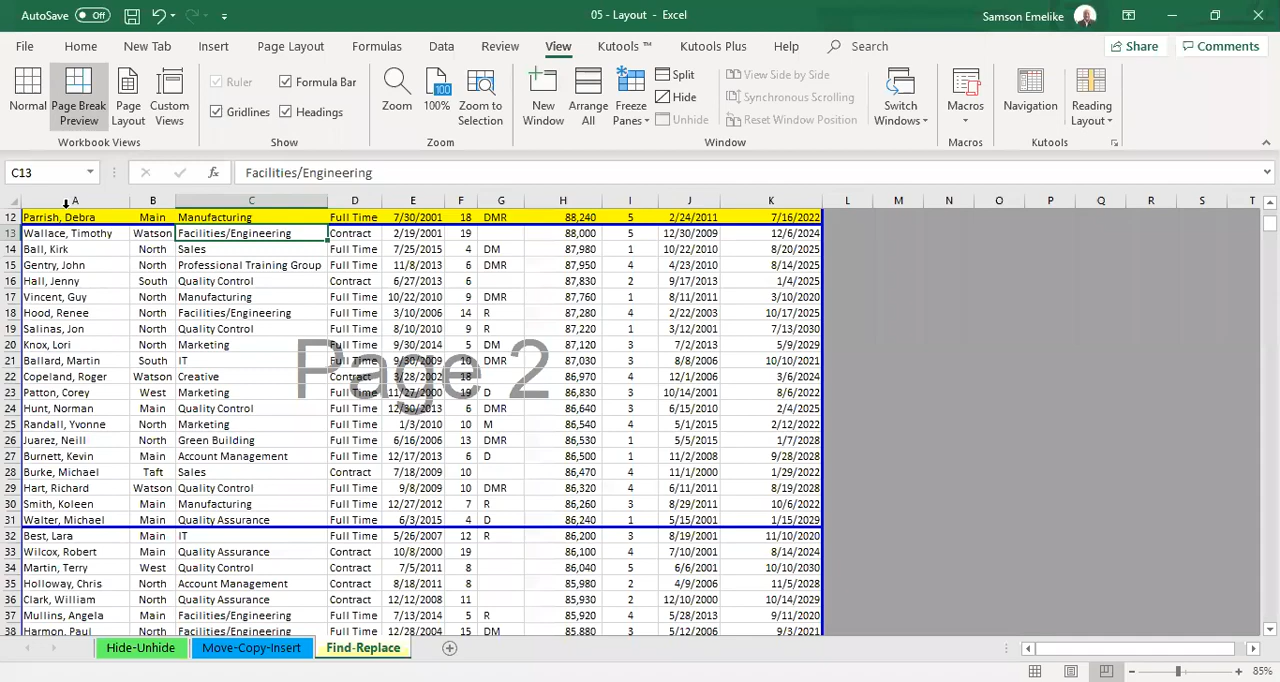 AutoSave Off 05 - Layout - Excel Samson Emelike
File Home New Tab Insert Page Layout Formulas Data Review View Kutools ™ Kutools Plus Help Search Share Comments
Normal Page Break Preview Page Layout Custom Views Ruler Formula Bar Gridlines Headings Zoom 100% Zoom to Selection New Window Arrange All Freeze Panes Split Hide Unhide View Side by Side Synchronous Scrolling Reset Window Position Switch Windows Macros Navigation Reading Layout
Workbook Views Show Zoom Window Macros Kutools
C13 fx Facilities/Engineering
A B C D E F G H I J K L M N O P Q R S T
12 Parrish, Debra Main Manufacturing Full Time 7/30/2001 18 DMR 88,240 5 2/24/2011 7/16/2022
13 Wallace, Timothy Watson Facilities/Engineering Contract 2/19/2001 19 88,000 5 12/30/2009 12/6/2024
14 Ball, Kirk North Sales Full Time 7/25/2015 4 DM 87,980 1 10/22/2010 8/20/2025
15 Gentry, John North Professional Training Group Full Time 11/8/2013 6 DMR 87,950 4 4/23/2010 8/14/2025
16 Hall, Jenny South Quality Control Contract 6/27/2013 6 87,830 2 9/17/2013 1/4/2025
17 Vincent, Guy North Manufacturing Full Time 10/22/2010 9 DMR 87,760 1 8/11/2011 3/10/2020
18 Hood, Renee North Facilities/Engineering Full Time 3/10/2006 14 R 87,280 4 2/22/2003 10/17/2025
19 Salinas, Jon North Quality Control Full Time 8/10/2010 9 R 87,220 1 3/12/2001 7/13/2030
20 Knox, Lori North Marketing Full Time 9/30/2014 5 DM 87,120 3 7/2/2013 5/9/2029
21 Ballard, Martin South IT Full Time 9/30/2009 10 DMR 87,030 3 8/8/2006 10/10/2021
22 Copeland, Roger Watson Creative Contract 3/28/2002 18 86,970 4 12/1/2006 3/6/2024
23 Patton, Corey West Marketing Full Time 11/27/2000 19 D 86,830 3 10/14/2001 8/6/2022
24 Hunt, Norman Main Quality Control Full Time 12/30/2013 6 DMR 86,640 3 6/15/2010 2/4/2025
25 Randall, Yvonne North Marketing Full Time 1/3/2010 10 M 86,540 4 5/1/2015 2/12/2022
26 Juarez, Neill North Green Building Full Time 6/16/2006 13 DMR 86,530 1 5/5/2015 1/7/2028
27 Burnett, Kevin Main Account Management Full Time 12/17/2013 6 D 86,500 1 11/2/2008 9/28/2028
28 Burke, Michael Taft Sales Contract 7/18/2009 10 86,470 4 11/1/2000 1/29/2022
29 Hart, Richard Watson Quality Control Full Time 9/8/2009 10 DMR 86,320 4 6/11/2011 8/19/2028
30 Smith, Koleen Main Manufacturing Full Time 12/27/2012 7 R 86,260 3 8/29/2011 10/6/2022
31 Walter, Michael Main Quality Assurance Full Time 6/3/2015 4 D 86,240 1 5/15/2001 1/15/2029
32 Best, Lara Main IT Full Time 5/26/2007 12 R 86,200 3 8/19/2001 11/10/2020
33 Wilcox, Robert Main Quality Assurance Contract 10/8/2000 19 86,100 4 7/10/2001 8/14/2024
34 Martin, Terry West Quality Control Contract 7/5/2011 8 86,040 5 6/6/2001 10/10/2030
35 Holloway, Chris North Account Management Contract 8/18/2011 8 85,980 2 4/9/2006 11/5/2028
36 Clark, William North Quality Assurance Contract 12/12/2008 11 85,930 2 12/10/2000 10/14/2029
37 Mullins, Angela Main Facilities/Engineering Full Time 7/13/2014 5 R 85,920 4 5/28/2013 9/11/2020
38 Harmon, Paul North Facilities/Engineering Full Time 12/28/2004 15 DM 85,880 3 5/12/2006 9/3/2021
Page 2
Hide-Unhide Move-Copy-Insert Find-Replace
85%